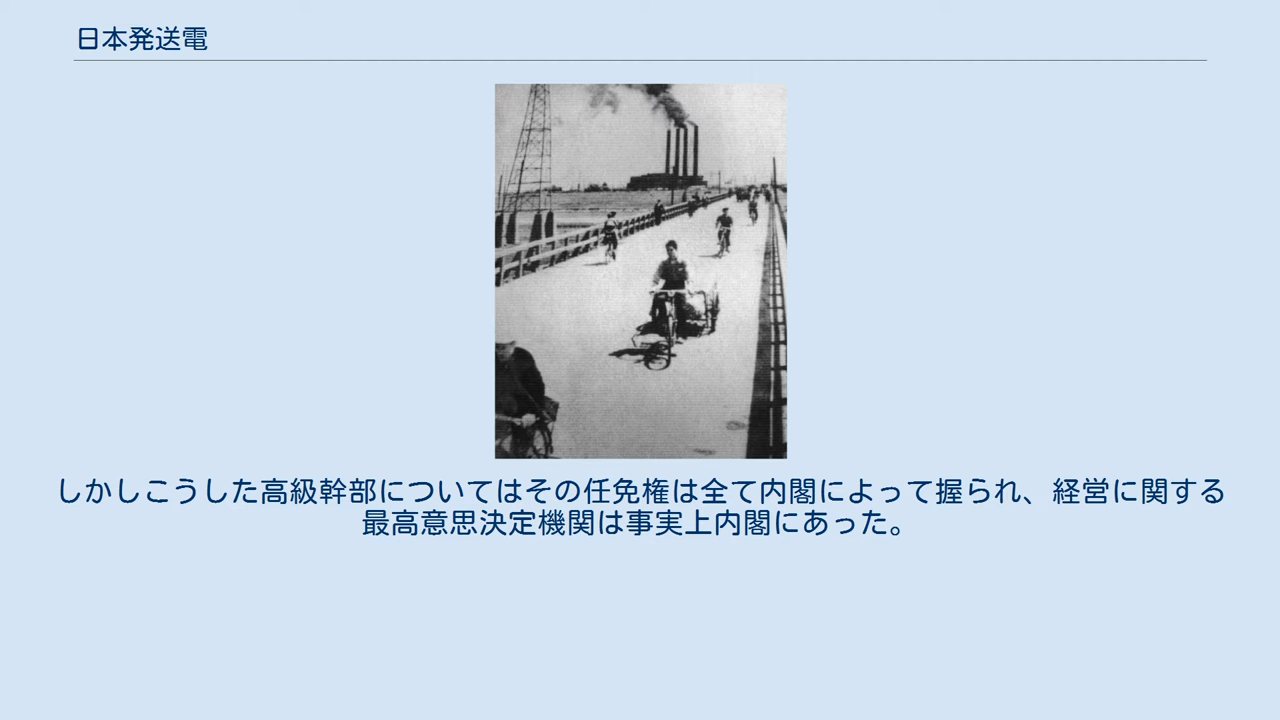 日本発送電
しかしこうした高級幹部についてはその任免権は全て内閣によって握られ、経営に関する
最高意思決定機関は事実上内閣にあった。